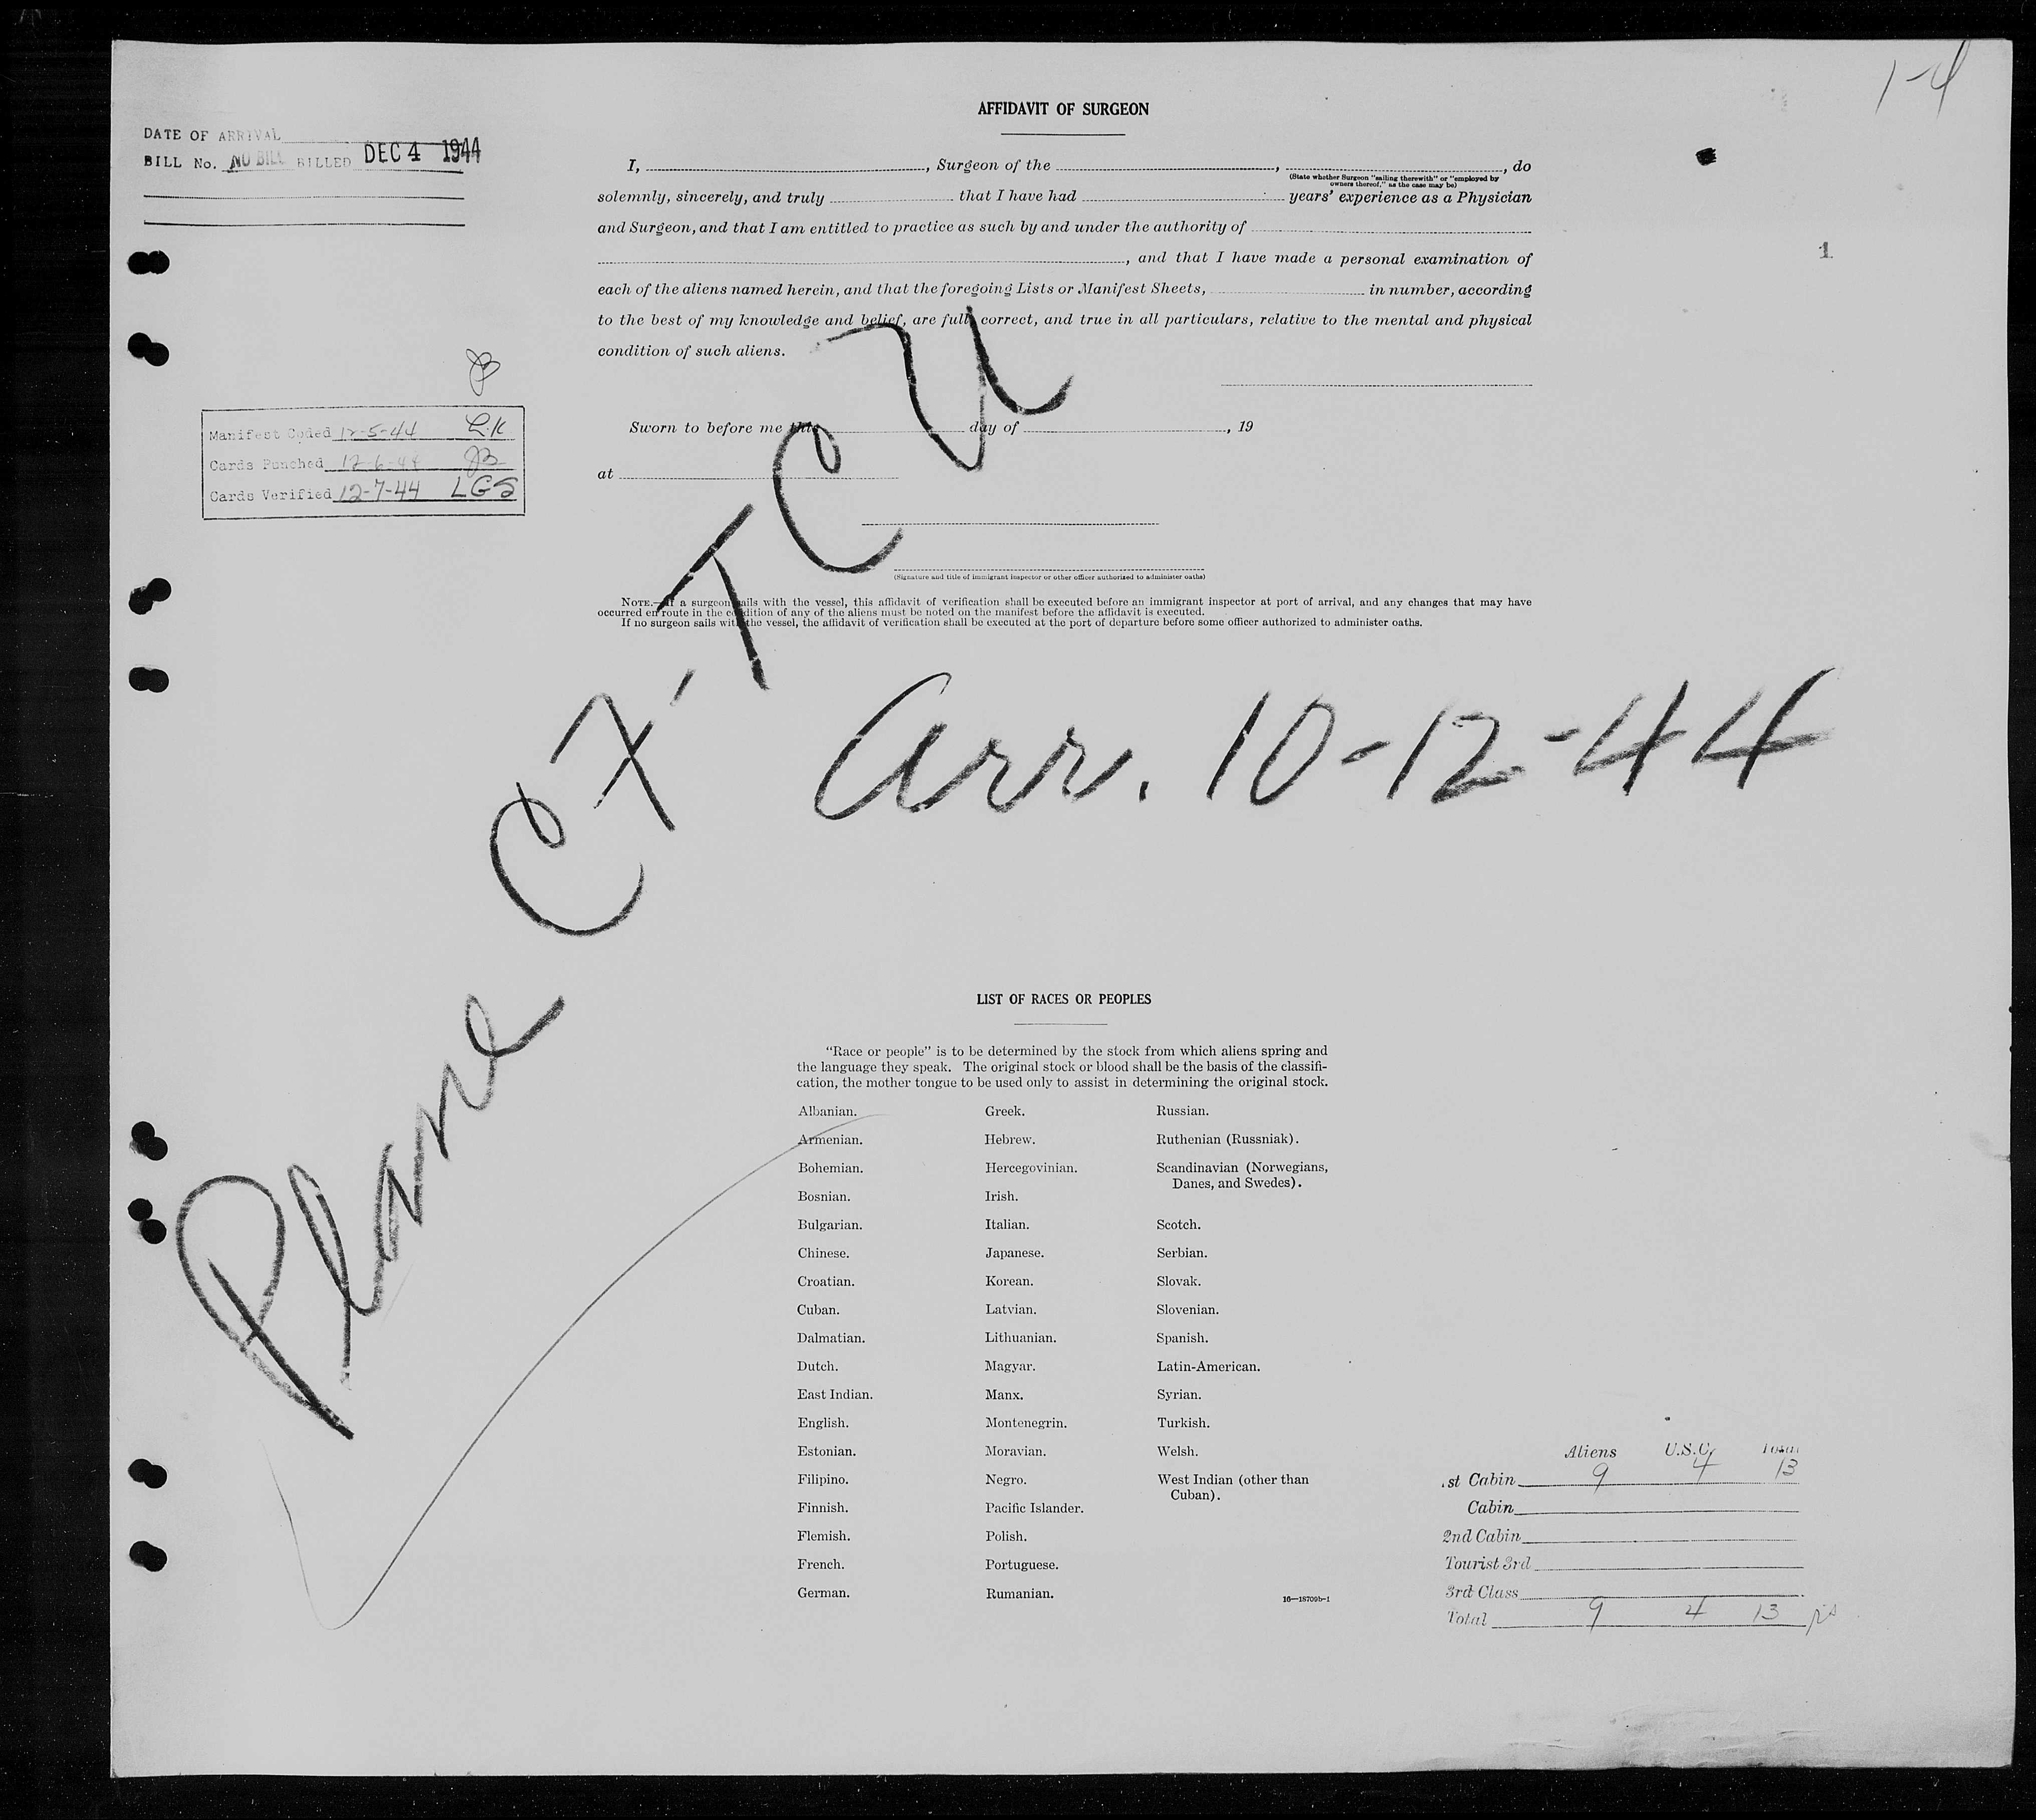 1-4
AFFIDAVIT OF SURGEON
DATE OF ARRIVAL
BILL No. NO BILL BILLED DEC 4 1944
I, , Surgeon of the , , do
(State whether Surgeon "sailing therewith" or "employed by
owners thereof," as the case may be)
solemnly, sincerely, and truly that I have had years' experience as a Physician
and Surgeon, and that I am entitled to practice as such by and under the authority of
, and that I have made a personal examination of
1
each of the aliens named herein, and that the foregoing Lists or Manifest Sheets, in number, according
to the best of my knowledge and belief, are full, correct, and true in all particulars, relative to the mental and physical
condition of such aliens.
JB
Manifest Coded 12-5-44 L.K
Cards Punched 12-6-44 JB
Cards Verified 12-7-44 LGS
Sworn to before me this day of , 19
at
(Signature and title of immigrant inspector or other officer authorized to administer oaths)
NOTE.—If a surgeon sails with the vessel, this affidavit of verification shall be executed before an immigrant inspector at port of arrival, and any changes that may have
occurred en route in the condition of any of the aliens must be noted on the manifest before the affidavit is executed.
If no surgeon sails with the vessel, the affidavit of verification shall be executed at the port of departure before some officer authorized to administer oaths.
Plane CF-TCU
Arr. 10-12-44
LIST OF RACES OR PEOPLES
"Race or people" is to be determined by the stock from which aliens spring and
the language they speak. The original stock or blood shall be the basis of the classifi-
cation, the mother tongue to be used only to assist in determining the original stock.
Albanian.
Armenian.
Bohemian.
Bosnian.
Bulgarian.
Chinese.
Croatian.
Cuban.
Dalmatian.
Dutch.
East Indian.
English.
Estonian.
Filipino.
Finnish.
Flemish.
French.
German.
Greek.
Hebrew.
Hercegovinian.
Irish.
Italian.
Japanese.
Korean.
Latvian.
Lithuanian.
Magyar.
Manx.
Montenegrin.
Moravian.
Negro.
Pacific Islander.
Polish.
Portuguese.
Rumanian.
Russian.
Ruthenian (Russniak).
Scandinavian (Norwegians,
Danes, and Swedes).
Scotch.
Serbian.
Slovak.
Slovenian.
Spanish.
Latin-American.
Syrian.
Turkish.
Welsh.
West Indian (other than
Cuban).
16—18709b-1
Aliens U.S.C. Total
1st Cabin 9 4 13
Cabin
2nd Cabin
Tourist 3rd
3rd Class
Total 9 4 13